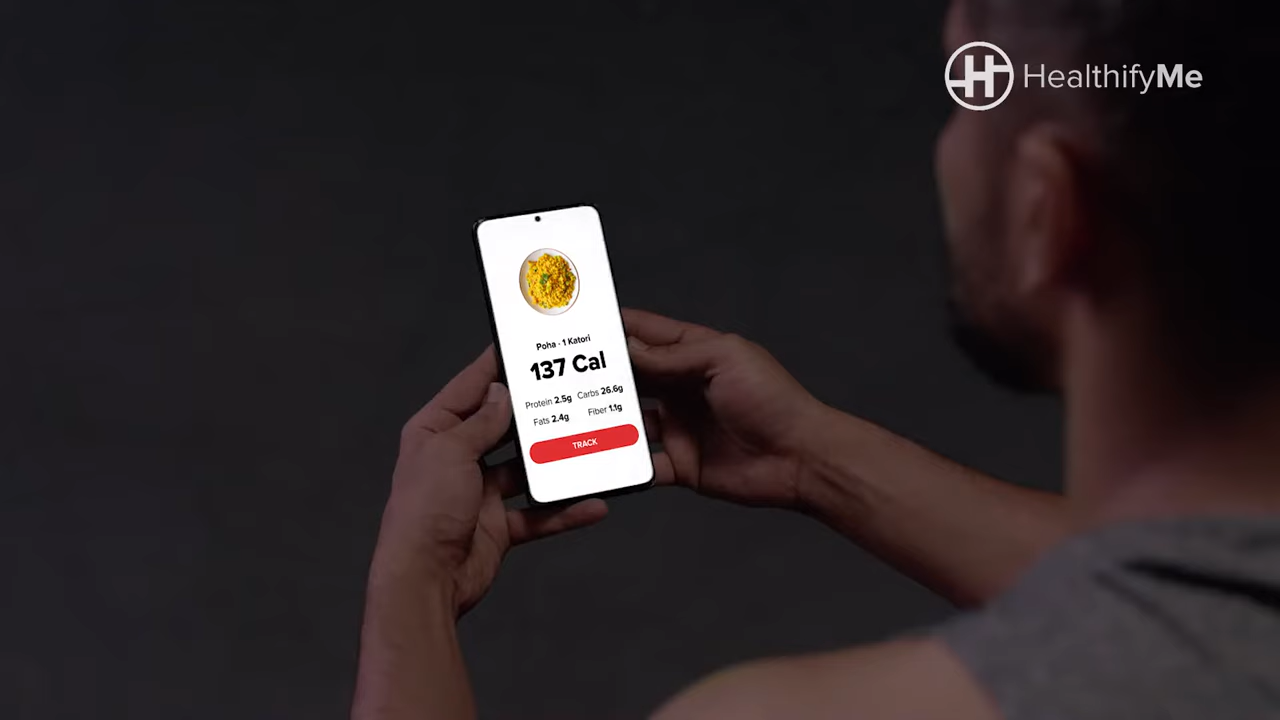 HealthifyMe
Poha · 1 Katori
137 Cal
Protein 2.5g Carbs 26.6g
Fats 2.4g Fiber 1.1g
TRACK